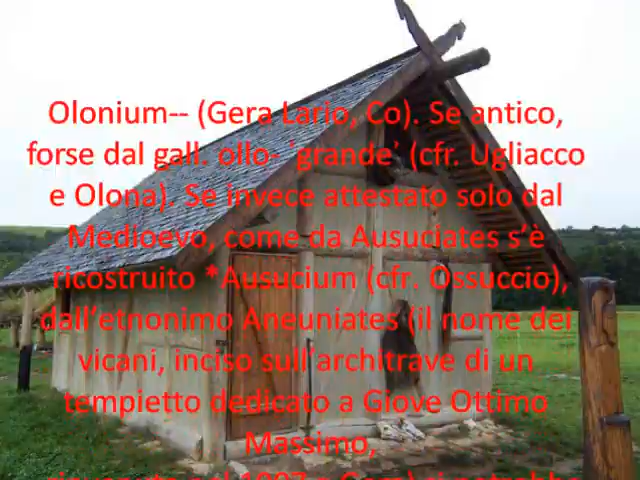 Olonium-- (Gera Lario, Co). Se antico,
forse dal gall. ollo- 'grande' (cfr. Ugliacco
e Olona). Se invece attestato solo dal
Medioevo, come da Ausuciates s'è
ricostruito *Ausucium (cfr. Ossuccio),
dall'etnonimo Aneuniates (il nome dei
vicani, inciso sull'architrave di un
tempietto dedicato a Giove Ottimo
Massimo,